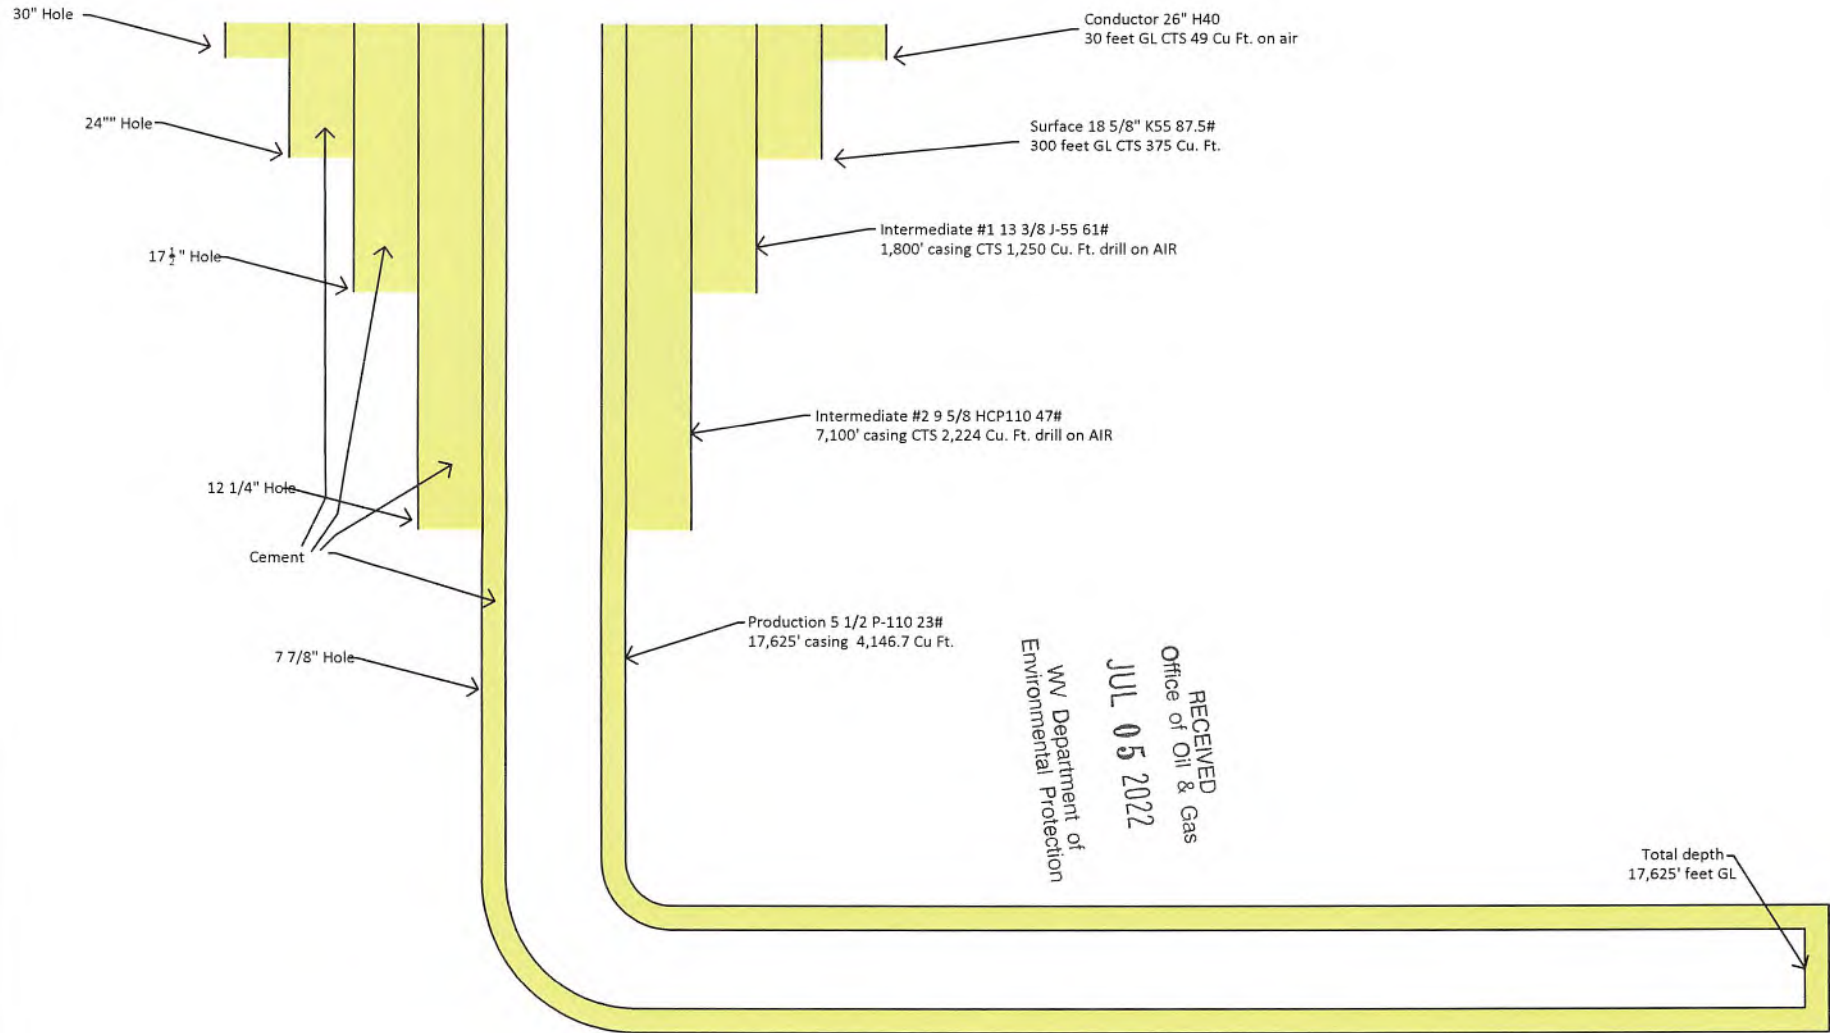 30" Hole
Conductor 26" H40
30 feet GL CTS 49 Cu Ft. on air
24"" Hole
Surface 18 5/8" K55 87.5#
300 feet GL CTS 375 Cu. Ft.
17 1/2" Hole
Intermediate #1 13 3/8 J-55 61#
1,800' casing CTS 1,250 Cu. Ft. drill on AIR
Intermediate #2 9 5/8 HCP110 47#
7,100' casing CTS 2,224 Cu. Ft. drill on AIR
12 1/4" Hole
Cement
Production 5 1/2 P-110 23#
17,625' casing 4,146.7 Cu Ft.
7 7/8" Hole
RECEIVED
Office of Oil & Gas
JUL 05 2022
WV Department of
Environmental Protection
Total depth
17,625' feet GL